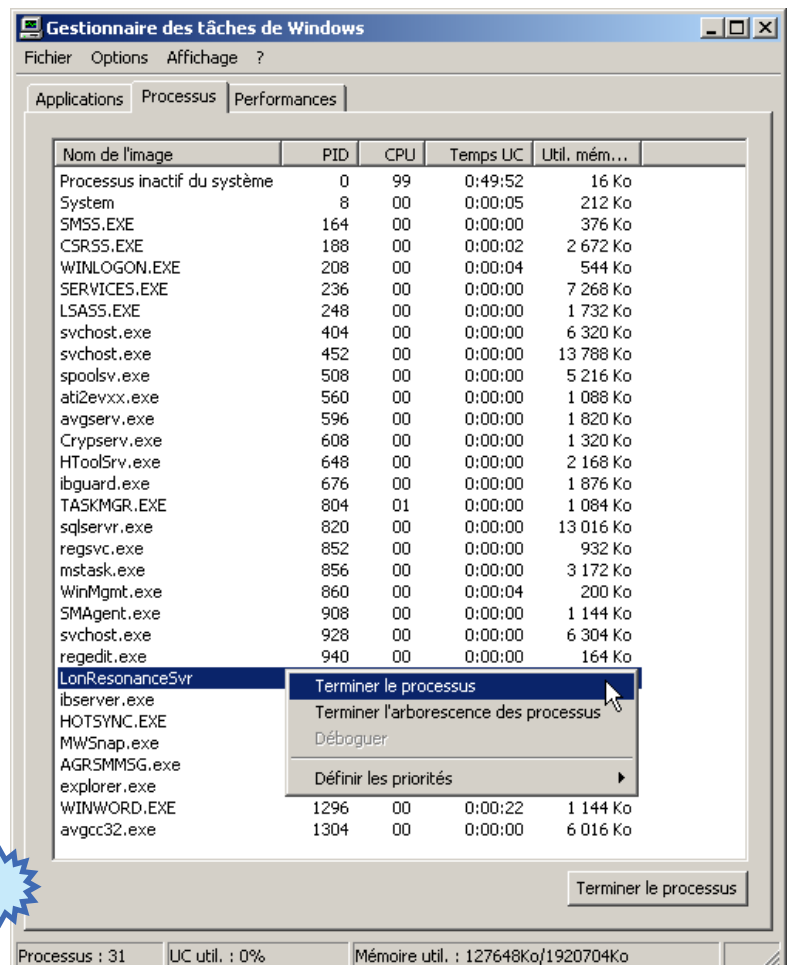 Gestionnaire des tâches de Windows
Fichier Options Affichage ?
Applications Processus Performances
Nom de l'image PID CPU Temps UC Util. mém...
Processus inactif du système 0 99 0:49:52 16 Ko
System 8 00 0:00:05 212 Ko
SMSS.EXE 164 00 0:00:00 376 Ko
CSRSS.EXE 188 00 0:00:02 2 672 Ko
WINLOGON.EXE 208 00 0:00:04 544 Ko
SERVICES.EXE 236 00 0:00:00 7 268 Ko
LSASS.EXE 248 00 0:00:00 1 732 Ko
svchost.exe 404 00 0:00:00 6 320 Ko
svchost.exe 452 00 0:00:00 13 788 Ko
spoolsv.exe 508 00 0:00:00 5 216 Ko
ati2evxx.exe 560 00 0:00:00 1 088 Ko
avgserv.exe 596 00 0:00:00 1 820 Ko
Crypserv.exe 608 00 0:00:00 1 320 Ko
HToolSrv.exe 648 00 0:00:00 2 168 Ko
ibguard.exe 676 00 0:00:00 1 876 Ko
TASKMGR.EXE 804 01 0:00:00 1 084 Ko
sqlservr.exe 820 00 0:00:00 13 016 Ko
regsvc.exe 852 00 0:00:00 932 Ko
mstask.exe 856 00 0:00:00 3 172 Ko
WinMgmt.exe 860 00 0:00:04 200 Ko
SMAgent.exe 908 00 0:00:00 1 144 Ko
svchost.exe 928 00 0:00:00 6 304 Ko
regedit.exe 940 00 0:00:00 164 Ko
LonResonanceSvr
ibserver.exe
HOTSYNC.EXE
MWSnap.exe
AGRSMMSG.exe
explorer.exe
Terminer le processus
Terminer l'arborescence des processus
Déboguer
Définir les priorités
WINWORD.EXE 1296 00 0:00:22 1 144 Ko
avgcc32.exe 1304 00 0:00:00 6 016 Ko
Terminer le processus
Processus : 31 UC util. : 0% Mémoire util. : 127648Ko/1920704Ko